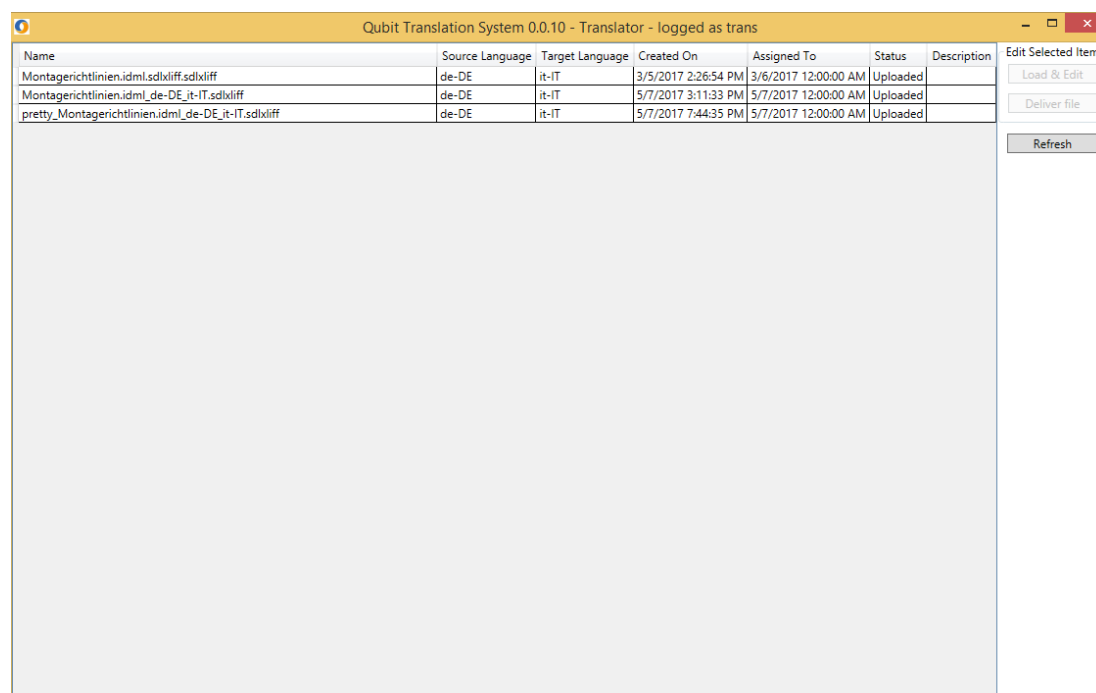 Qubit Translation System 0.0.10 - Translator - logged as trans
Name Source Language Target Language Created On Assigned To Status Description
Montagerichtlinien.idml.sdlxliff.sdlxliff de-DE it-IT 3/5/2017 2:26:54 PM 3/6/2017 12:00:00 AM Uploaded
Montagerichtlinien.idml_de-DE_it-IT.sdlxliff de-DE it-IT 5/7/2017 3:11:33 PM 5/7/2017 12:00:00 AM Uploaded
pretty_Montagerichtlinien.idml_de-DE_it-IT.sdlxliff de-DE it-IT 5/7/2017 7:44:35 PM 5/7/2017 12:00:00 AM Uploaded
Edit Selected Item
Load & Edit
Deliver file
Refresh